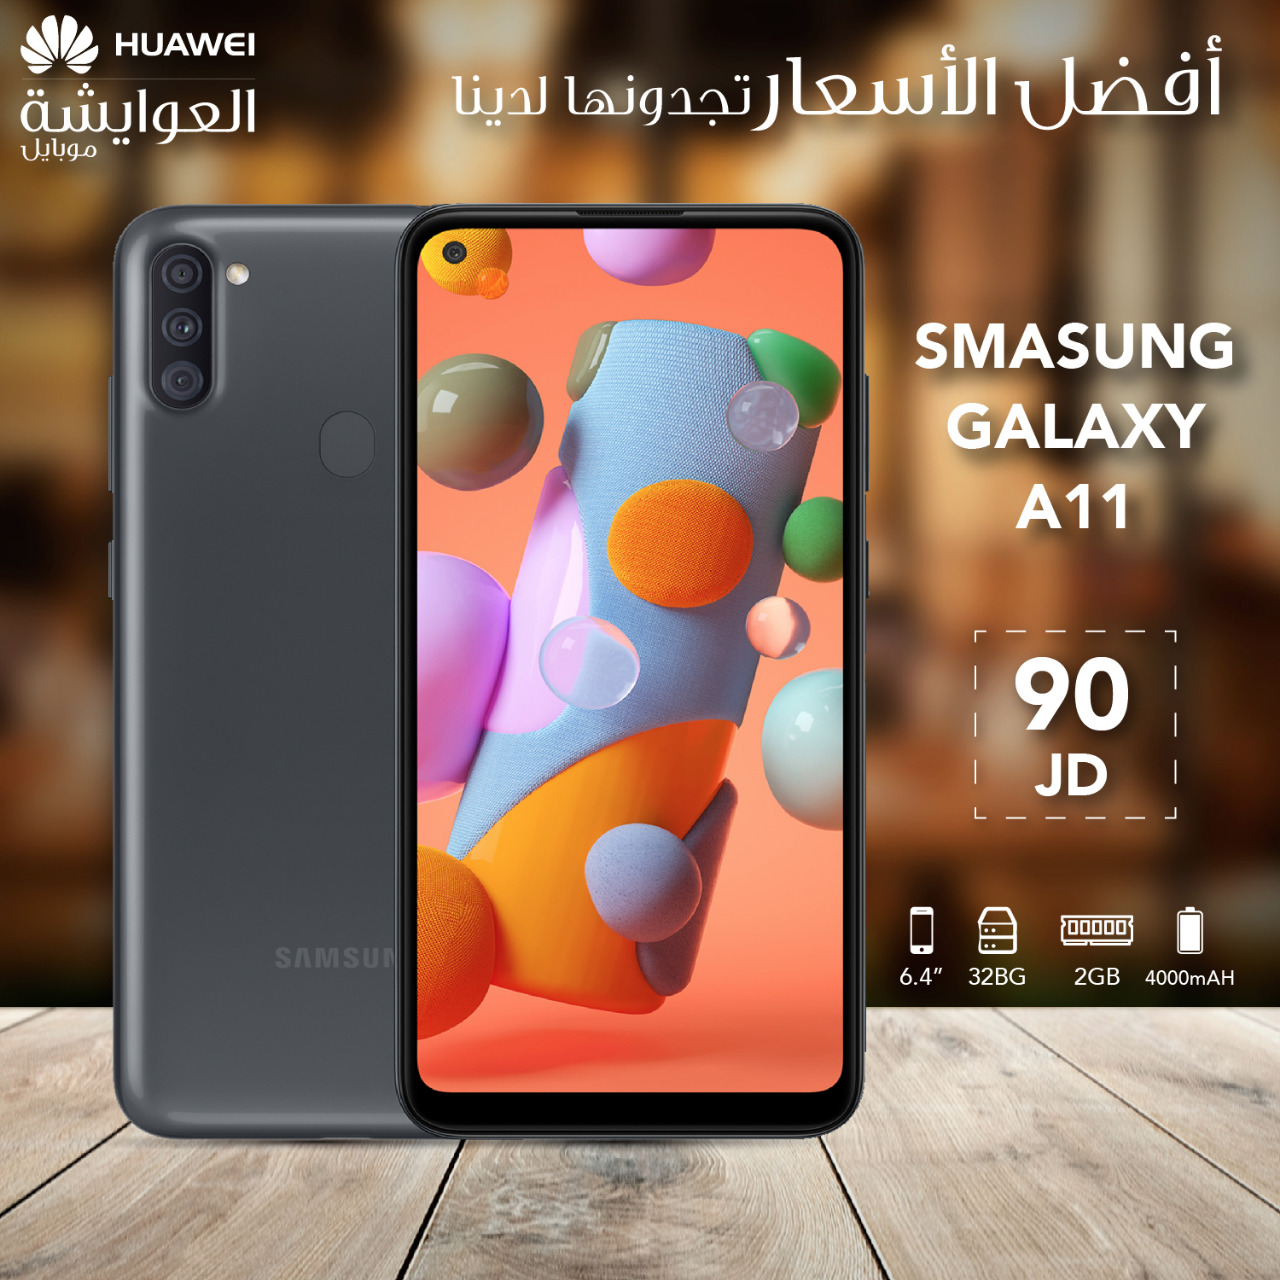 HUAWEI
العوايشة
موبايل
أفضل الأسعار تجدونها لدينا
SMASUNG
GALAXY
A11
90
JD
6.4”
32BG
2GB
4000mAH
SAMSUN